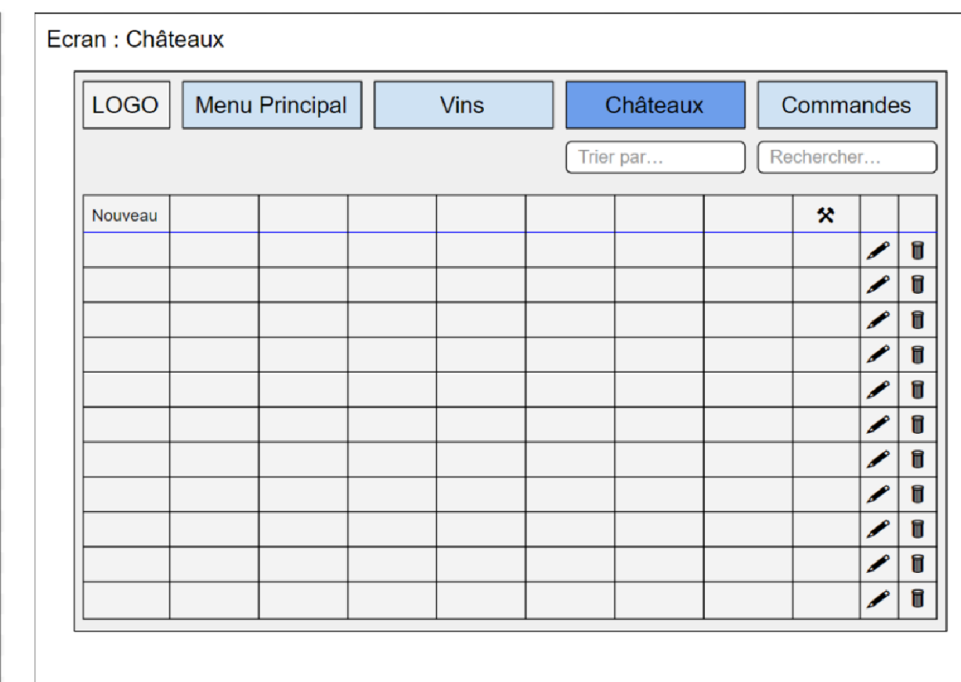 Ecran : Châteaux
LOGO Menu Principal Vins Châteaux Commandes
Trier par... Rechercher...
Nouveau